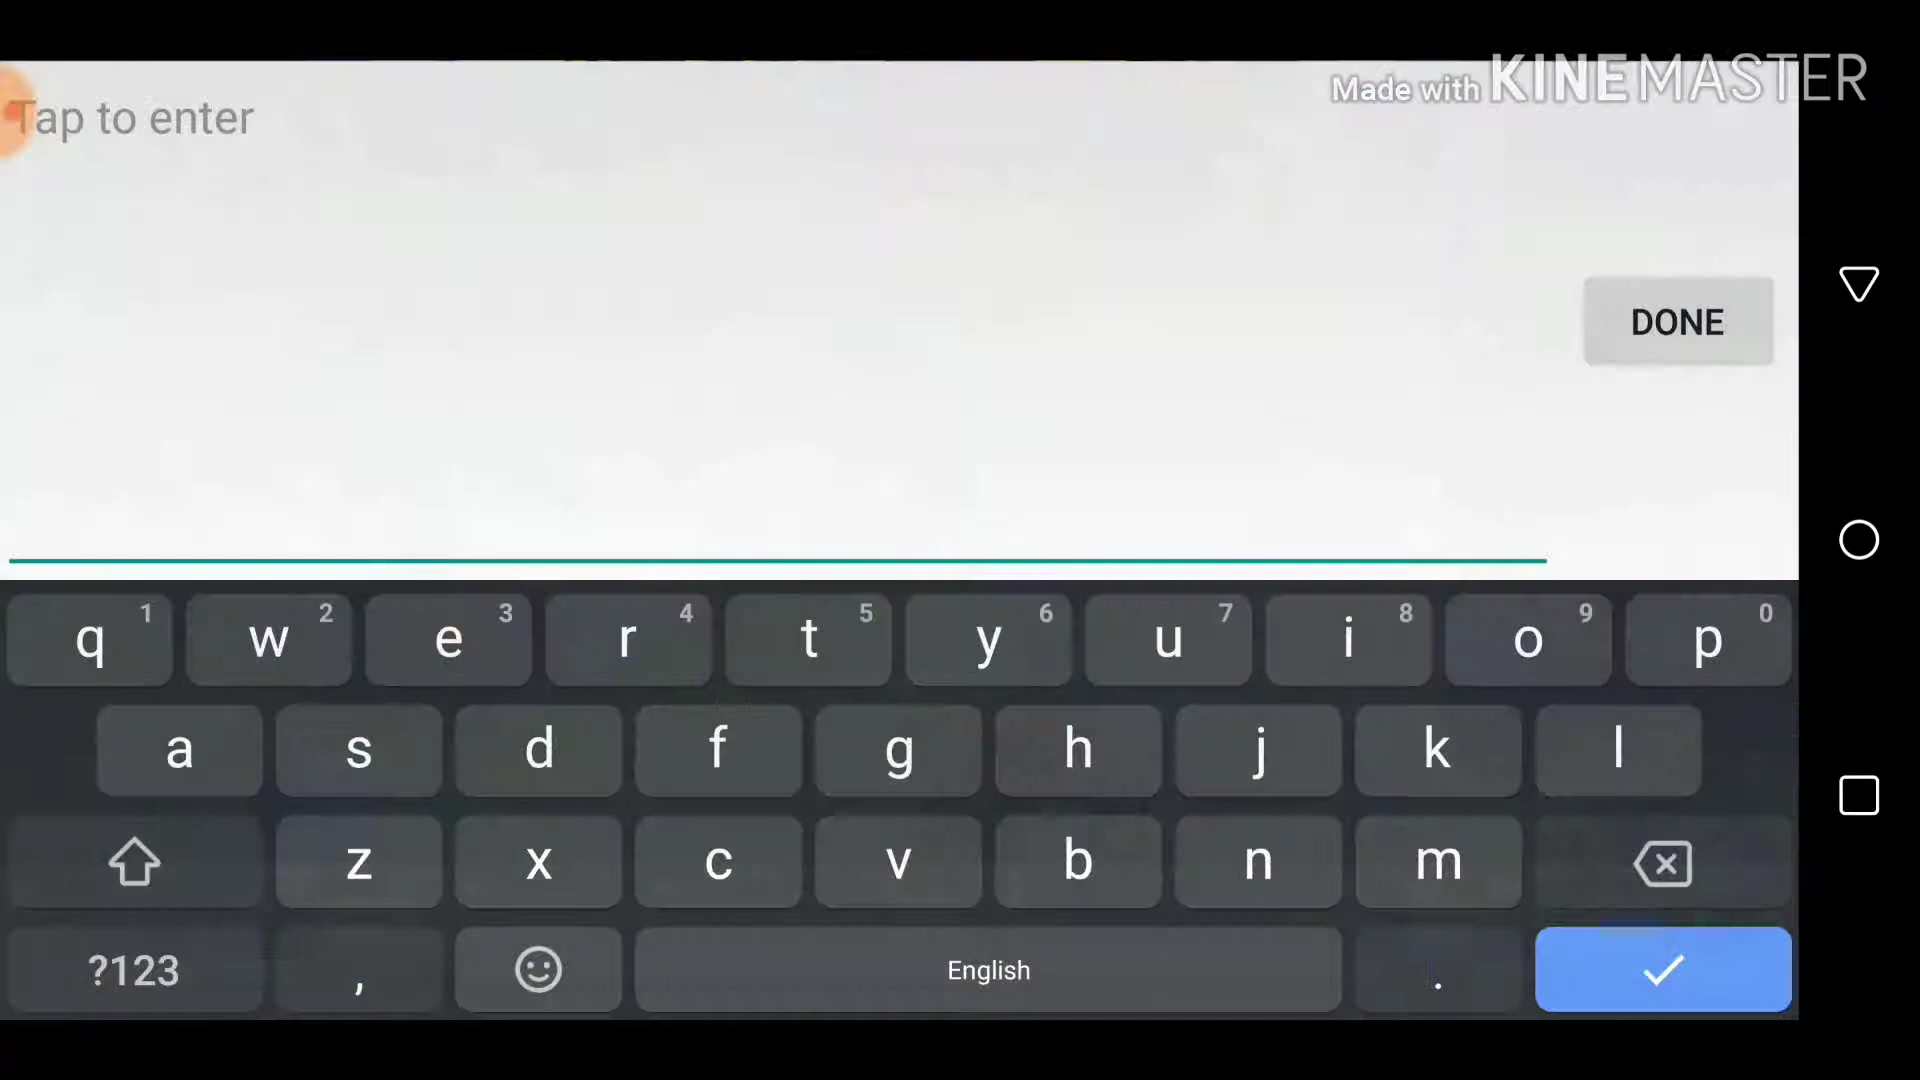 Made with KINEMASTER
Tap to enter
DONE
q 1 w 2 e 3 r 4 t 5 y 6 u 7 i 8 o 9 p 0
a s d f g h j k l
z x c v b n m
?123 , English .